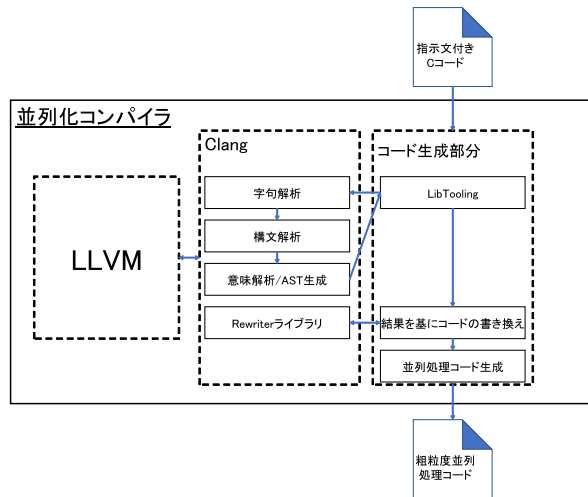 指示文付き
Cコード
並列化コンパイラ
Clang
コード生成部分
字句解析
LibTooling
構文解析
LLVM
意味解析/AST生成
Rewriterライブラリ
結果を基にコードの書き換え
並列処理コード生成
粗粒度並列
処理コード